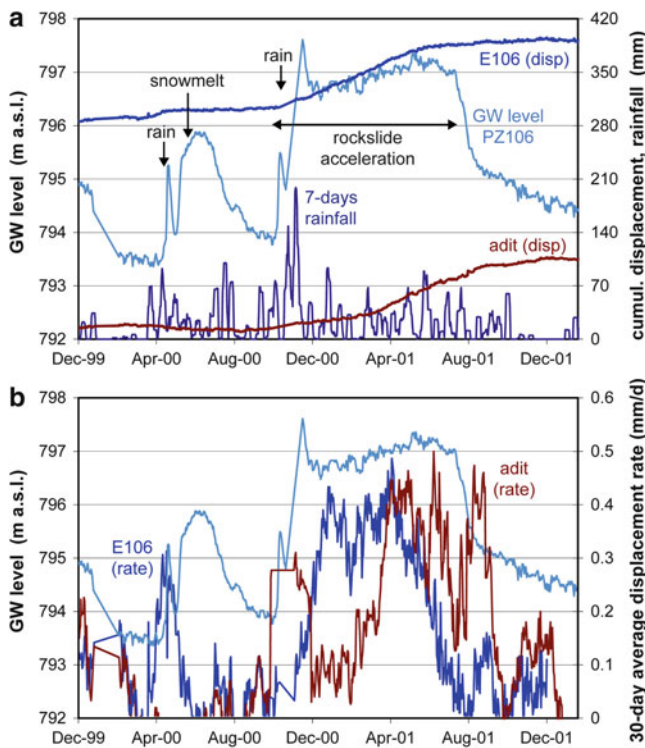 a
798
797
796
795
794
793
792
GW level (m a.s.l.)
420
350
280
210
140
70
0
cumul. displacement, rainfall (mm)
rain
snowmelt
rain
E106 (disp)
GW level
PZ106
rockslide
acceleration
7-days
rainfall
adit (disp)
Dec-99 Apr-00 Aug-00 Dec-00 Apr-01 Aug-01 Dec-01
b
798
797
796
795
794
793
792
GW level (m a.s.l.)
0.6
0.5
0.4
0.3
0.2
0.1
0
30-day average displacement rate (mm/d)
adit
(rate)
E106
(rate)
Dec-99 Apr-00 Aug-00 Dec-00 Apr-01 Aug-01 Dec-01